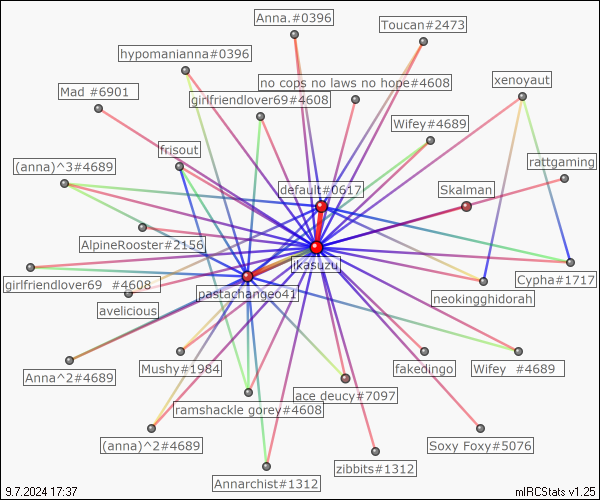 Anna.#0396
Toucan#2473
hypomanianna#0396
xenoyaut
no cops no laws no hope#4608
Mad #6901
girlfriendlover69#4608
Wifey#4689
frisout
rattgaming
(anna)^3#4689
default#0617
Skalman
AlpineRooster#2156
ikasuzu
Cypha#1717
girlfriendlover69 #4608
pastachangeo41
neokingghidorah
avelicious
Mushy#1984
fakedingo
Wifey #4689
Anna^2#4689
ace deucy#7097
ramshackle gorey#4608
(anna)^2#4689
Soxy Foxy#5076
zibbits#1312
Annarchist#1312
9.7.2024 17:37
mIRCStats v1.25